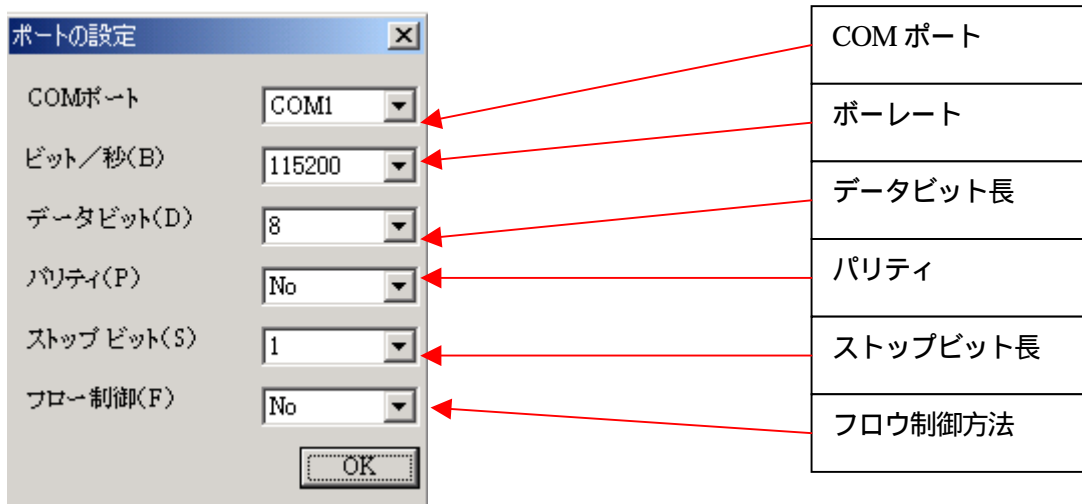 ポートの設定
COMポート
COM1
ビット／秒(B)
115200
データビット(D)
8
パリティ(P)
No
ストップ ビット(S)
1
フロー制御(F)
No
OK
COM ポート
ボーレート
データビット長
パリティ
ストップビット長
フロウ制御方法